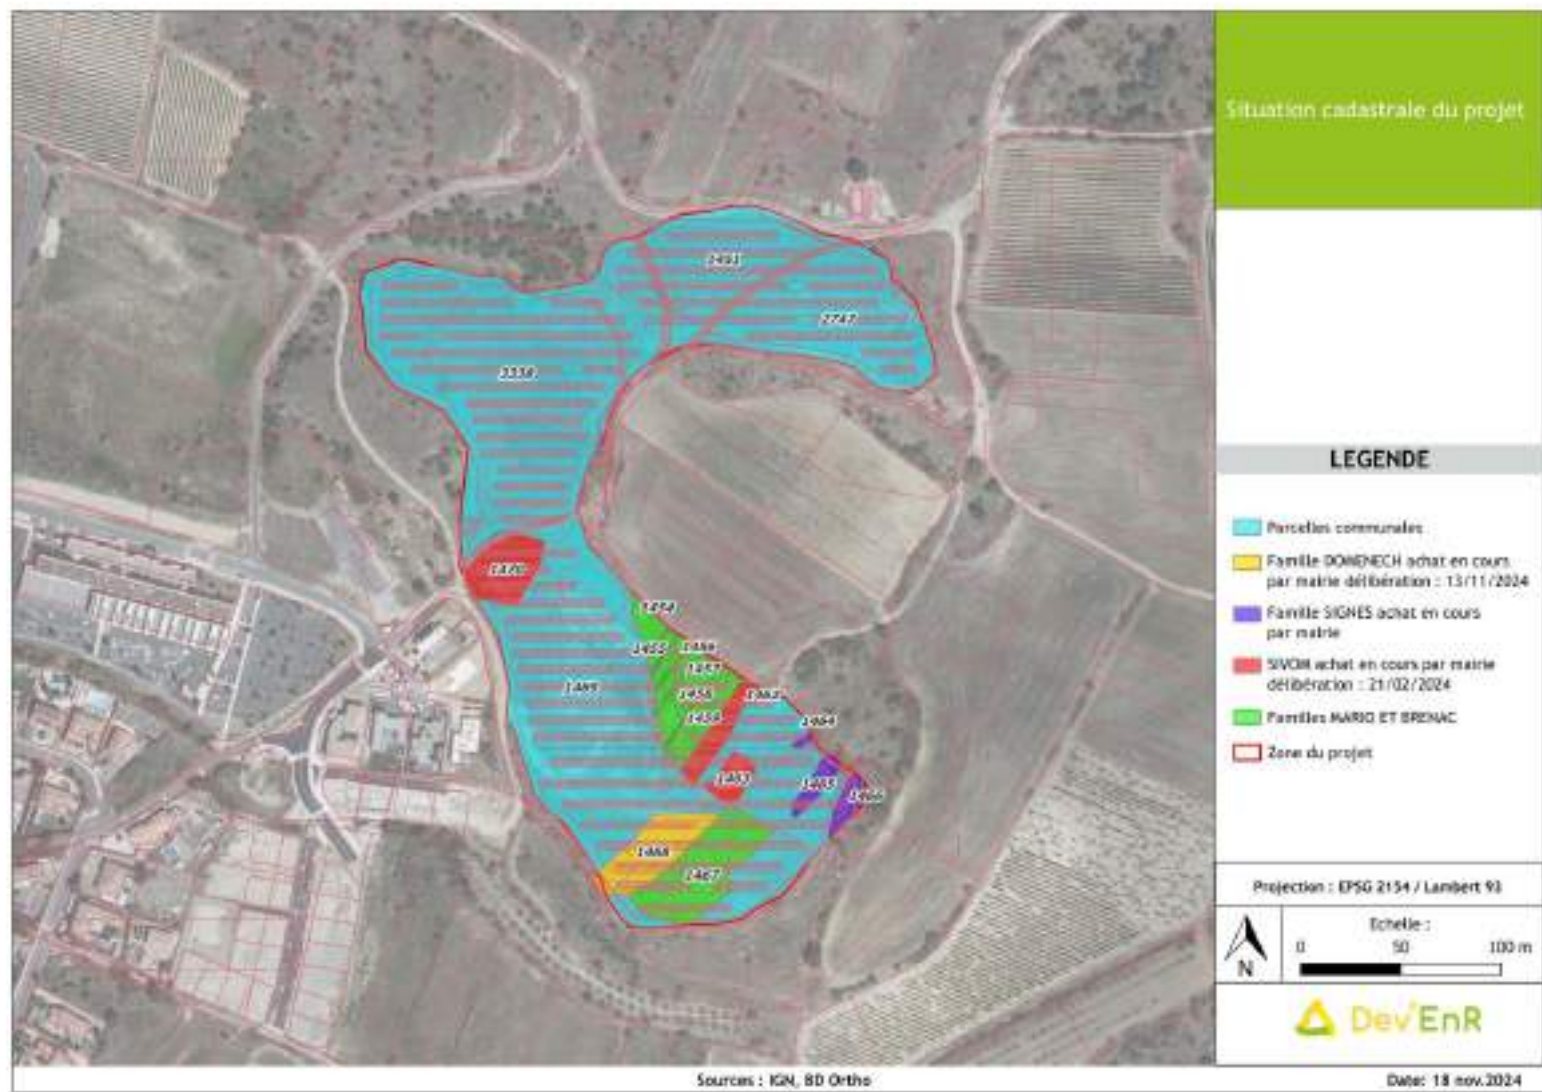 Situation cadastrale du projet
1491
2747
3338
1470
1454
1455
1456
1457
1458
1459
1469
1462
1464
1463
1465
1466
1468
1467
LEGENDE
Parcelles communales
Famille DOMENECH achat en cours
par mairie délibération : 13/11/2024
Famille SIGNES achat en cours
par mairie
SIVOM achat en cours par mairie
délibération : 21/02/2024
Familles MARIO ET BRENAC
Zone du projet
Projection : EPSG 2154 / Lambert 93
Echelle :
0 50 100 m
N
Dev'EnR
Sources : IGN, BD Ortho
Date: 18 nov.2024